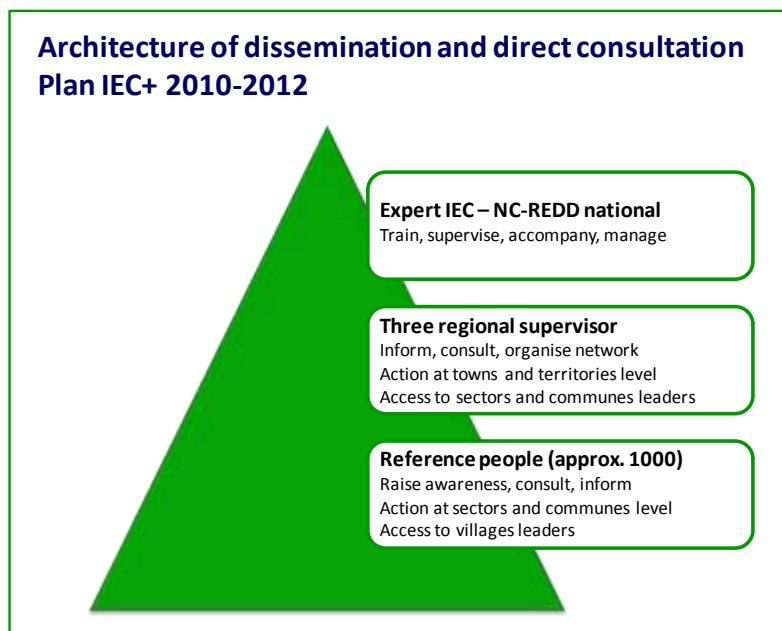 Architecture of dissemination and direct consultation
Plan IEC+ 2010-2012
Expert IEC – NC-REDD national
Train, supervise, accompany, manage
Three regional supervisor
Inform, consult, organise network
Action at towns and territories level
Access to sectors and communes leaders
Reference people (approx. 1000)
Raise awareness, consult, inform
Action at sectors and communes level
Access to villages leaders